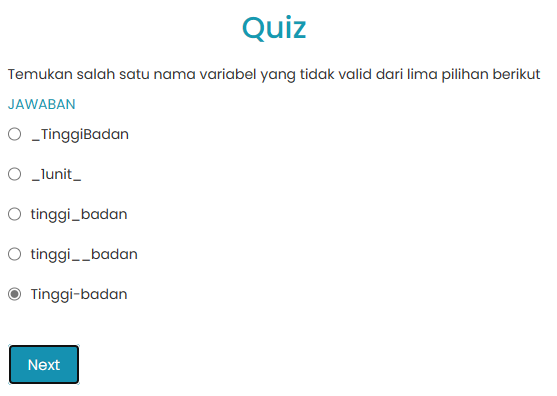 Quiz
Temukan salah satu nama variabel yang tidak valid dari lima pilihan berikut
JAWABAN
_TinggiBadan
_1unit_
tinggi_badan
tinggi__badan
Tinggi-badan
Next